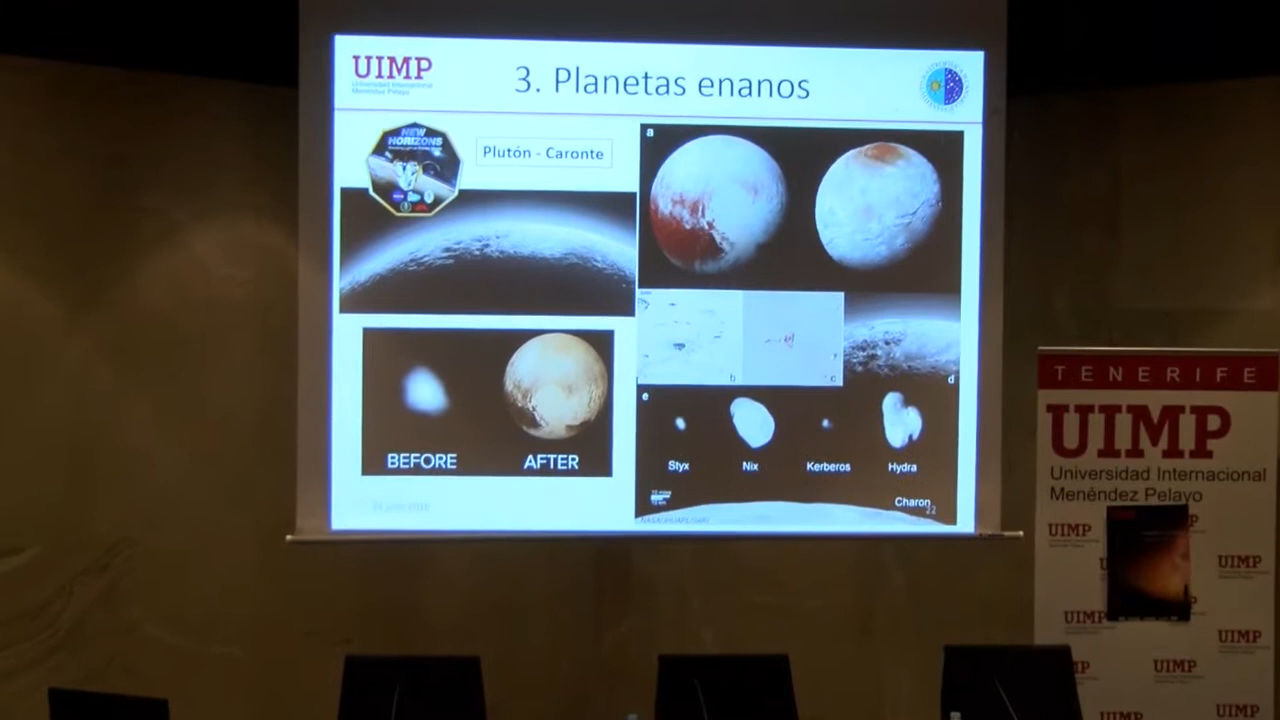 UIMP
Universidad Internacional
Menéndez Pelayo
3. Planetas enanos
NEW
HORIZONS
Plutón - Caronte
a
b
c
d
BEFORE
AFTER
e
Styx
Nix
Kerberos
Hydra
Charon
22
TENERIFE
UIMP
Universidad Internacional
Menéndez Pelayo
UIMP
UIMP
UIMP
UIMP
UIMP
UIMP